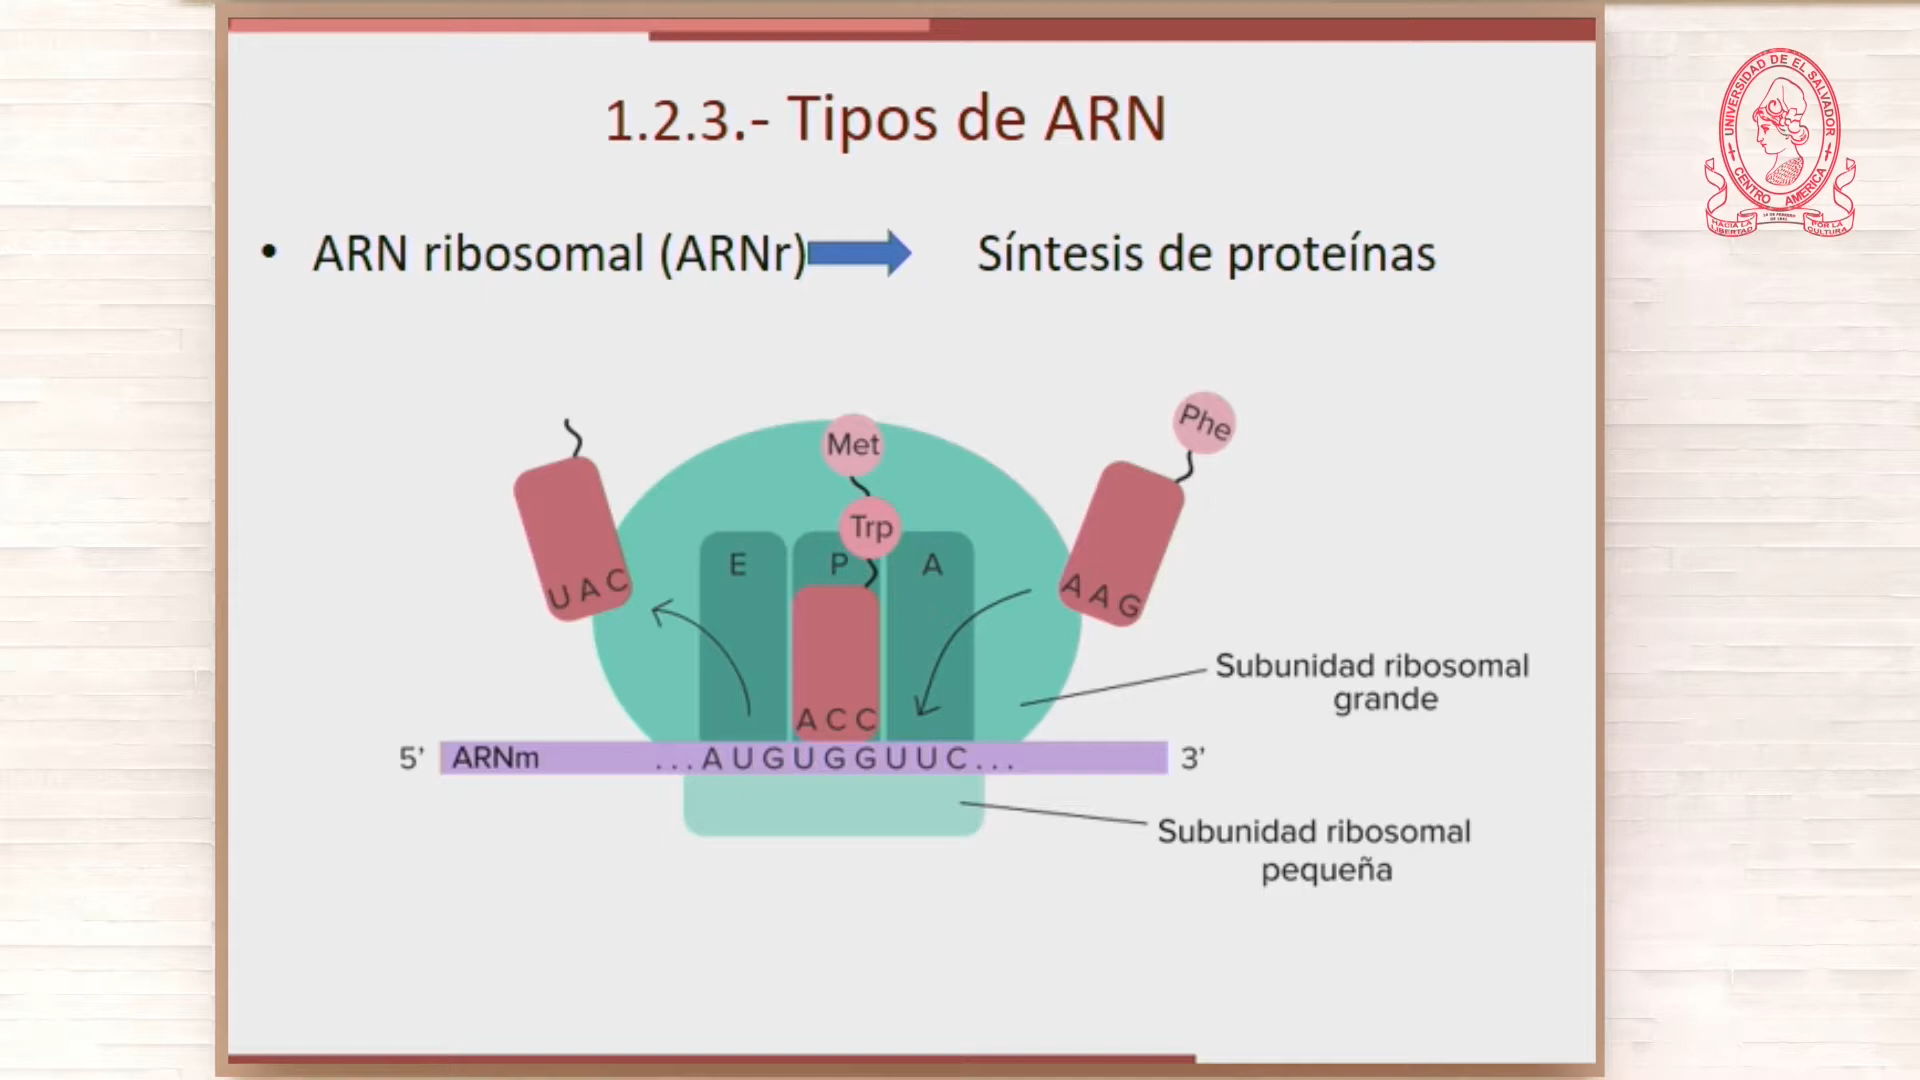 1.2.3.- Tipos de ARN
UNIVERSIDAD DE EL SALVADOR
CENTRO AMERICA
HACIA LA LIBERTAD
POR LA CULTURA
• ARN ribosomal (ARNr) Síntesis de proteínas
Met
Phe
Trp
E P A
UAC
AAG
ACC
Subunidad ribosomal
grande
5’ ARNm ...AUGUGGUUC... 3’
Subunidad ribosomal
pequeña